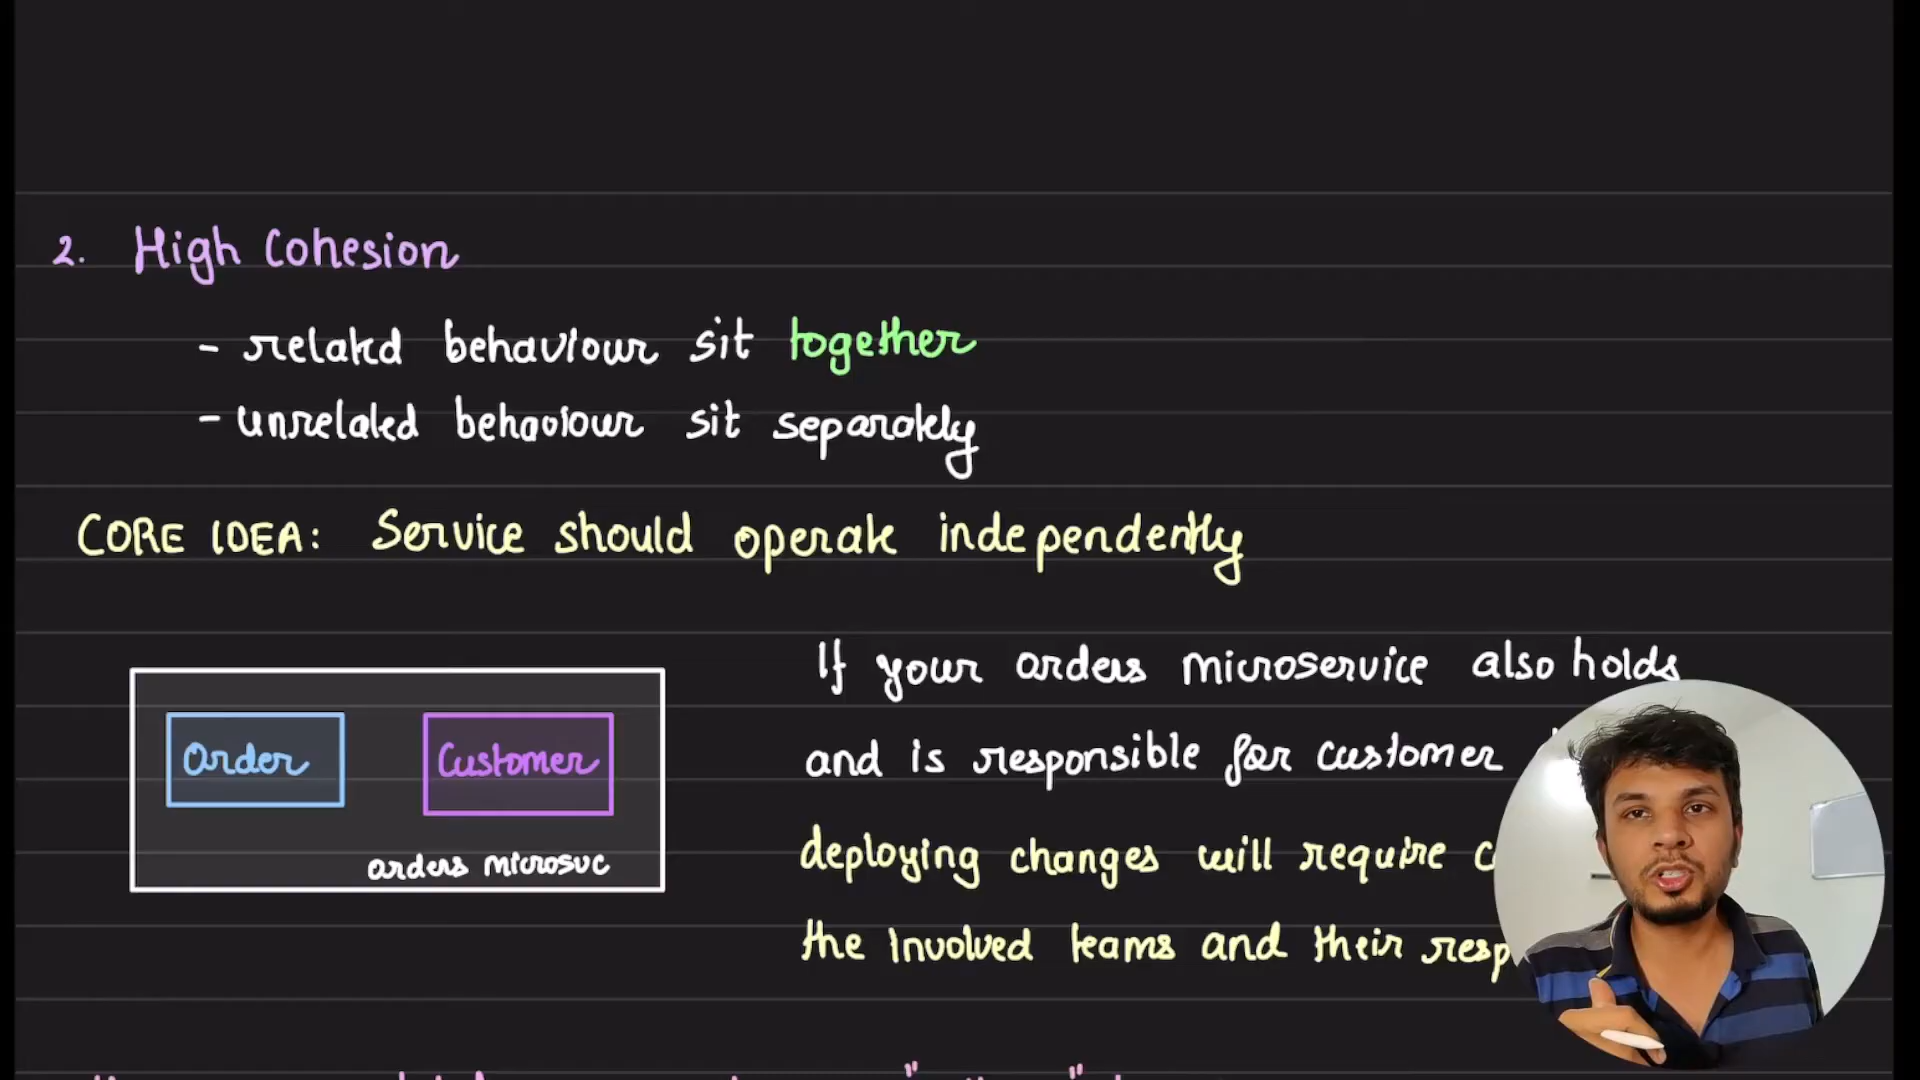 2. High Cohesion
- related behaviour sit together
- unrelated behaviour sit separately
CORE IDEA: Service should operate independently
If your orders microservice also holds
and is responsible for customer
Order
Customer
orders microsvc
deploying changes will require
the involved teams and their